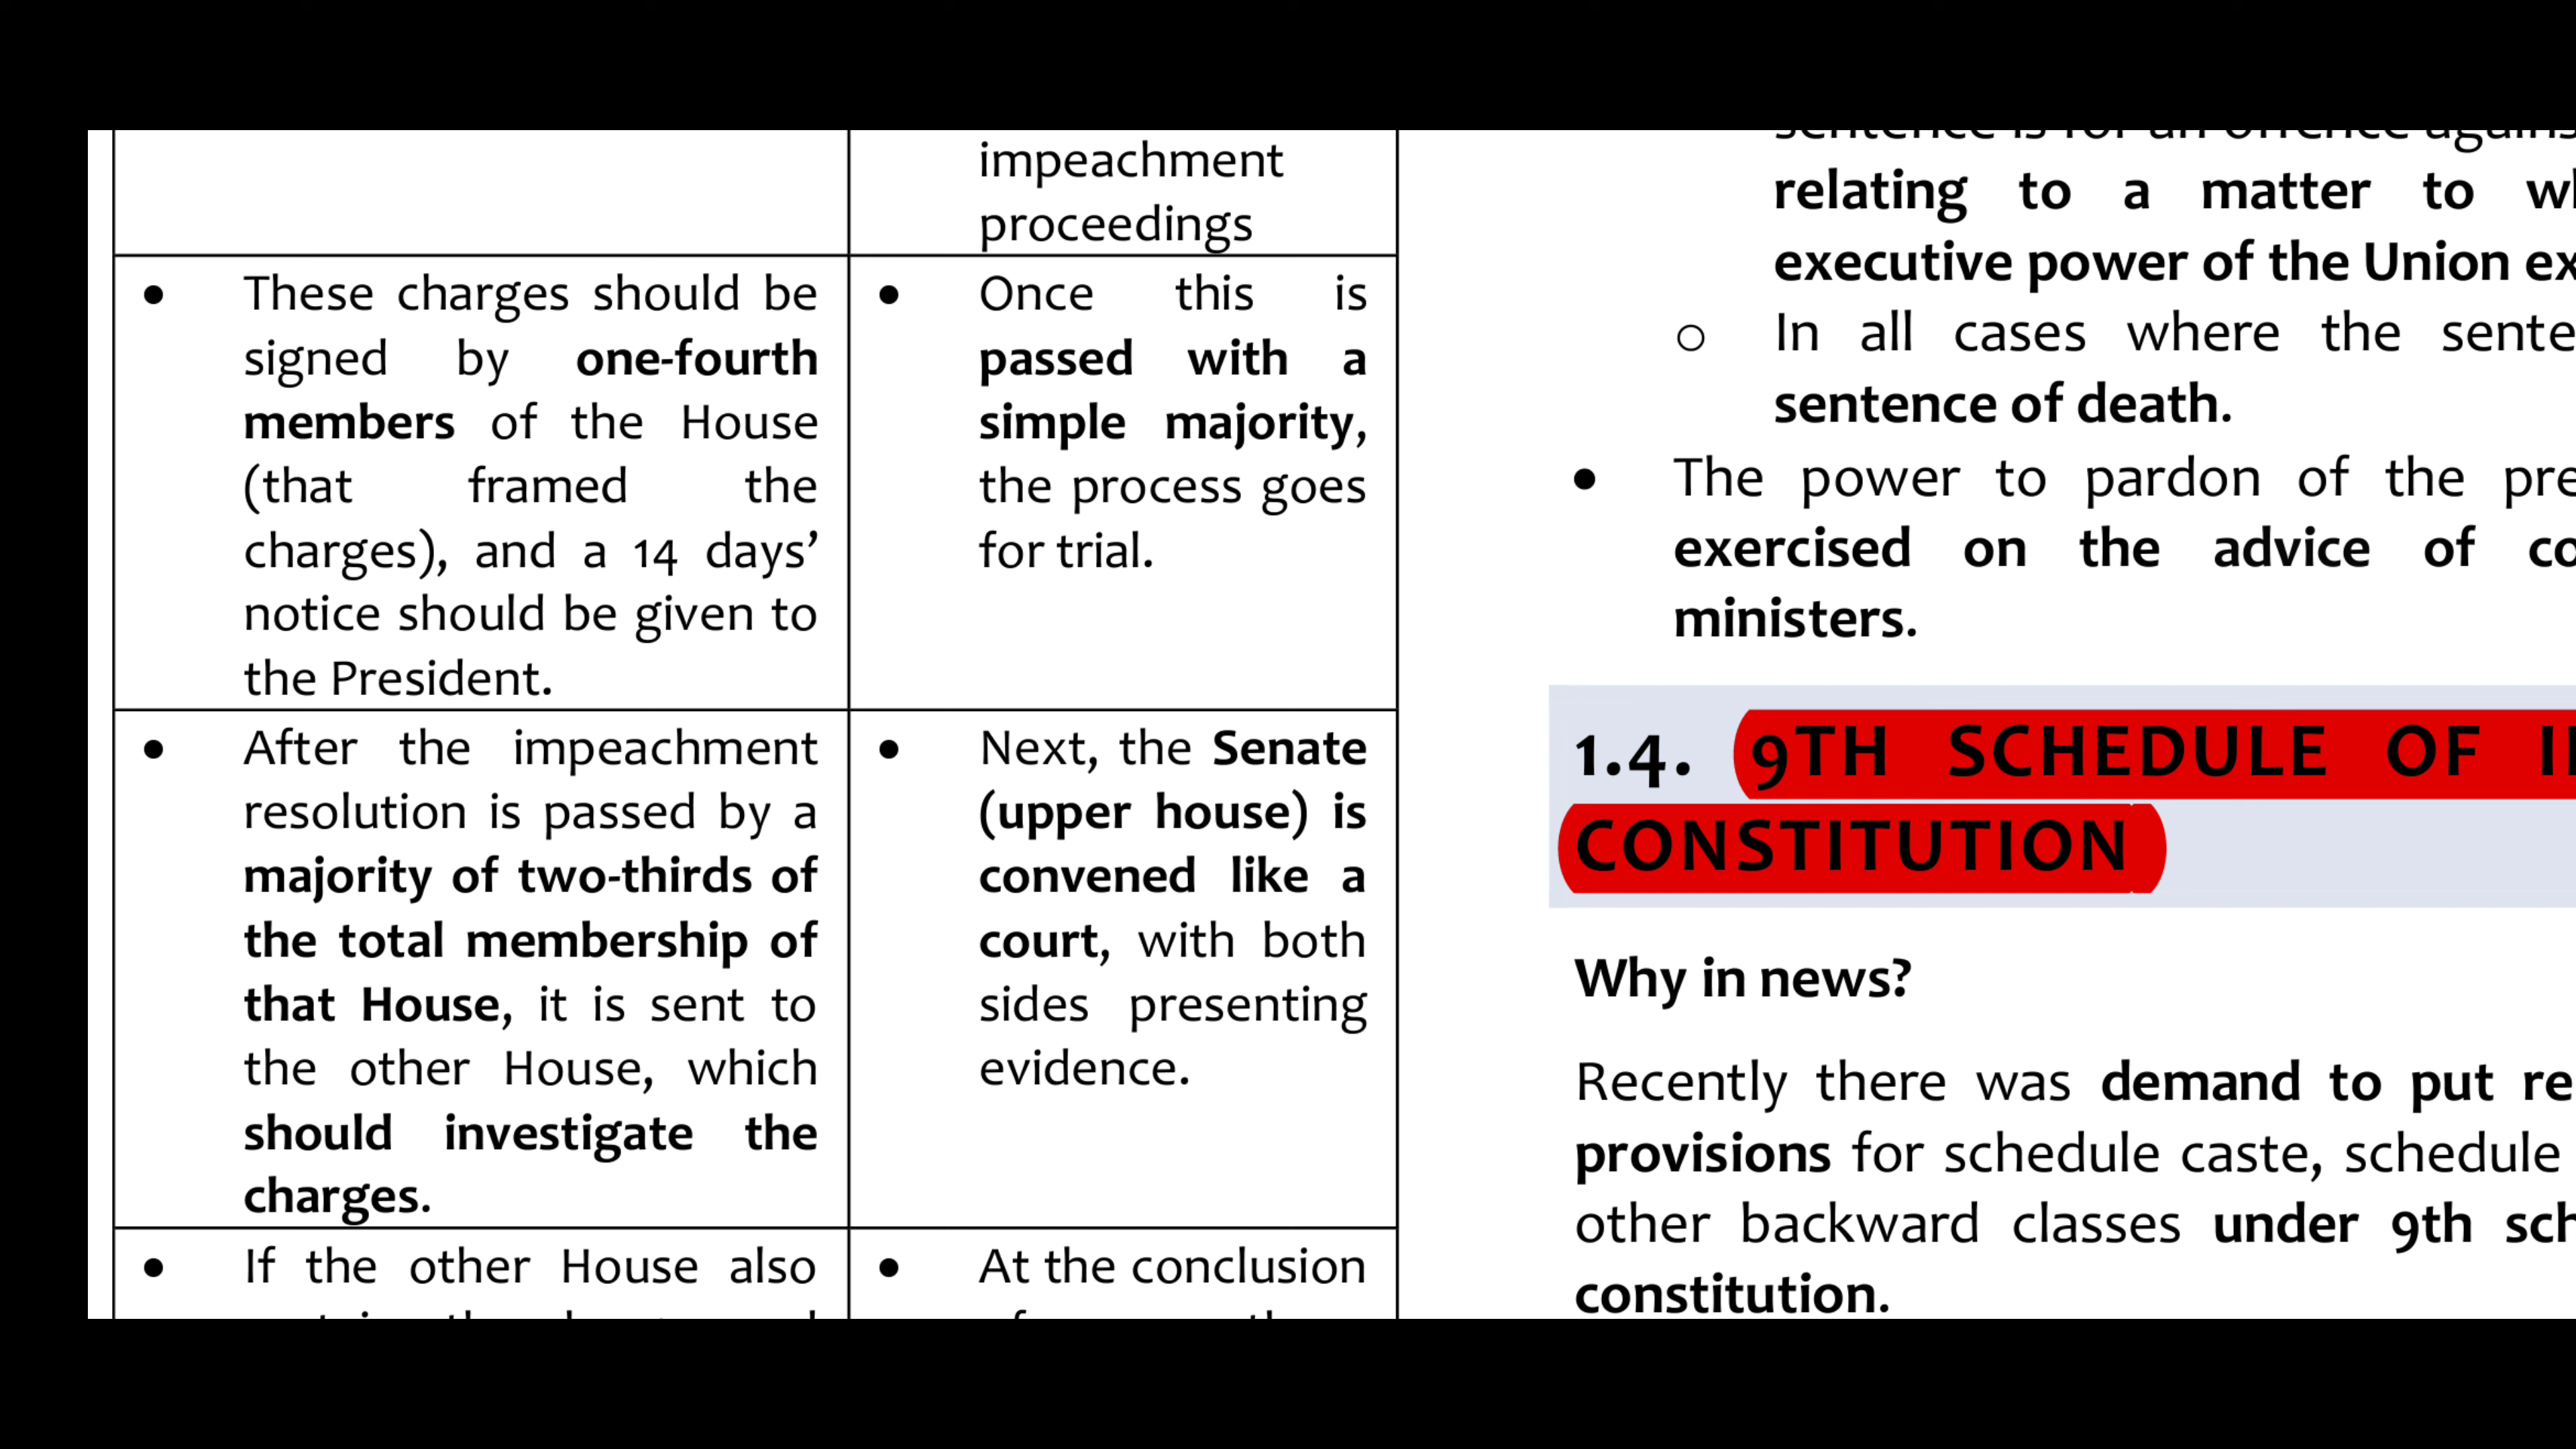 impeachment
proceedings
• These charges should be
signed by one-fourth
members of the House
(that framed the
charges), and a 14 days’
notice should be given to
the President.
• Once this is
passed with a
simple majority,
the process goes
for trial.
• After the impeachment
resolution is passed by a
majority of two-thirds of
the total membership of
that House, it is sent to
the other House, which
should investigate the
charges.
• Next, the Senate
(upper house) is
convened like a
court, with both
sides presenting
evidence.
• If the other House also
• At the conclusion
sentence is for an offence
relating to a matter to
executive power of the Union
○ In all cases where the
sentence of death.
• The power to pardon of the
exercised on the advice of
ministers.
1.4. 9TH SCHEDULE OF
CONSTITUTION
Why in news?
Recently there was demand to put
provisions for schedule caste, schedule
other backward classes under 9th
constitution.